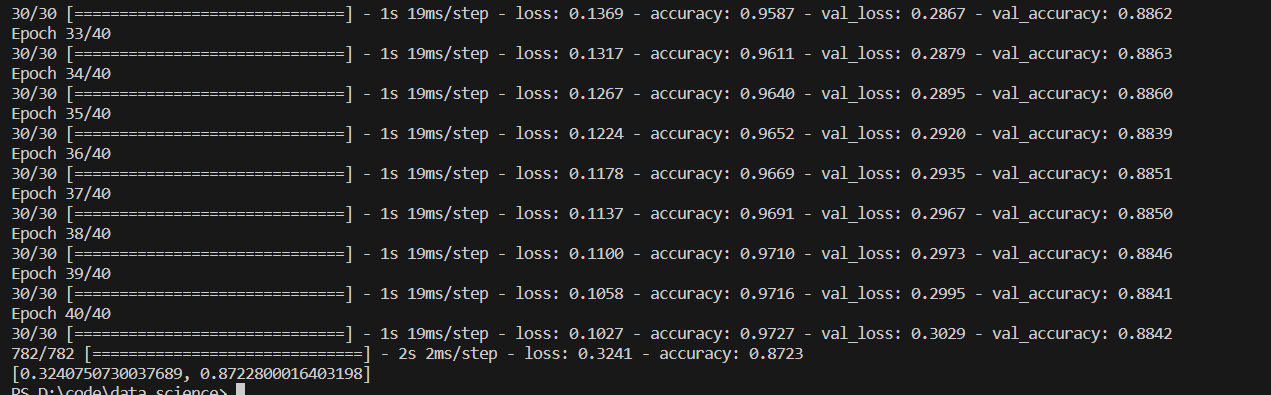 30/30 [==============================] - 1s 19ms/step - loss: 0.1369 - accuracy: 0.9587 - val_loss: 0.2867 - val_accuracy: 0.8862
Epoch 33/40
30/30 [==============================] - 1s 19ms/step - loss: 0.1317 - accuracy: 0.9611 - val_loss: 0.2879 - val_accuracy: 0.8863
Epoch 34/40
30/30 [==============================] - 1s 19ms/step - loss: 0.1267 - accuracy: 0.9640 - val_loss: 0.2895 - val_accuracy: 0.8860
Epoch 35/40
30/30 [==============================] - 1s 19ms/step - loss: 0.1224 - accuracy: 0.9652 - val_loss: 0.2920 - val_accuracy: 0.8839
Epoch 36/40
30/30 [==============================] - 1s 19ms/step - loss: 0.1178 - accuracy: 0.9669 - val_loss: 0.2935 - val_accuracy: 0.8851
Epoch 37/40
30/30 [==============================] - 1s 19ms/step - loss: 0.1137 - accuracy: 0.9691 - val_loss: 0.2967 - val_accuracy: 0.8850
Epoch 38/40
30/30 [==============================] - 1s 19ms/step - loss: 0.1100 - accuracy: 0.9710 - val_loss: 0.2973 - val_accuracy: 0.8846
Epoch 39/40
30/30 [==============================] - 1s 19ms/step - loss: 0.1058 - accuracy: 0.9716 - val_loss: 0.2995 - val_accuracy: 0.8841
Epoch 40/40
30/30 [==============================] - 1s 19ms/step - loss: 0.1027 - accuracy: 0.9727 - val_loss: 0.3029 - val_accuracy: 0.8842
782/782 [==============================] - 2s 2ms/step - loss: 0.3241 - accuracy: 0.8723
[0.3240750730037689, 0.8722800016403198]
PS D:\code\data science>